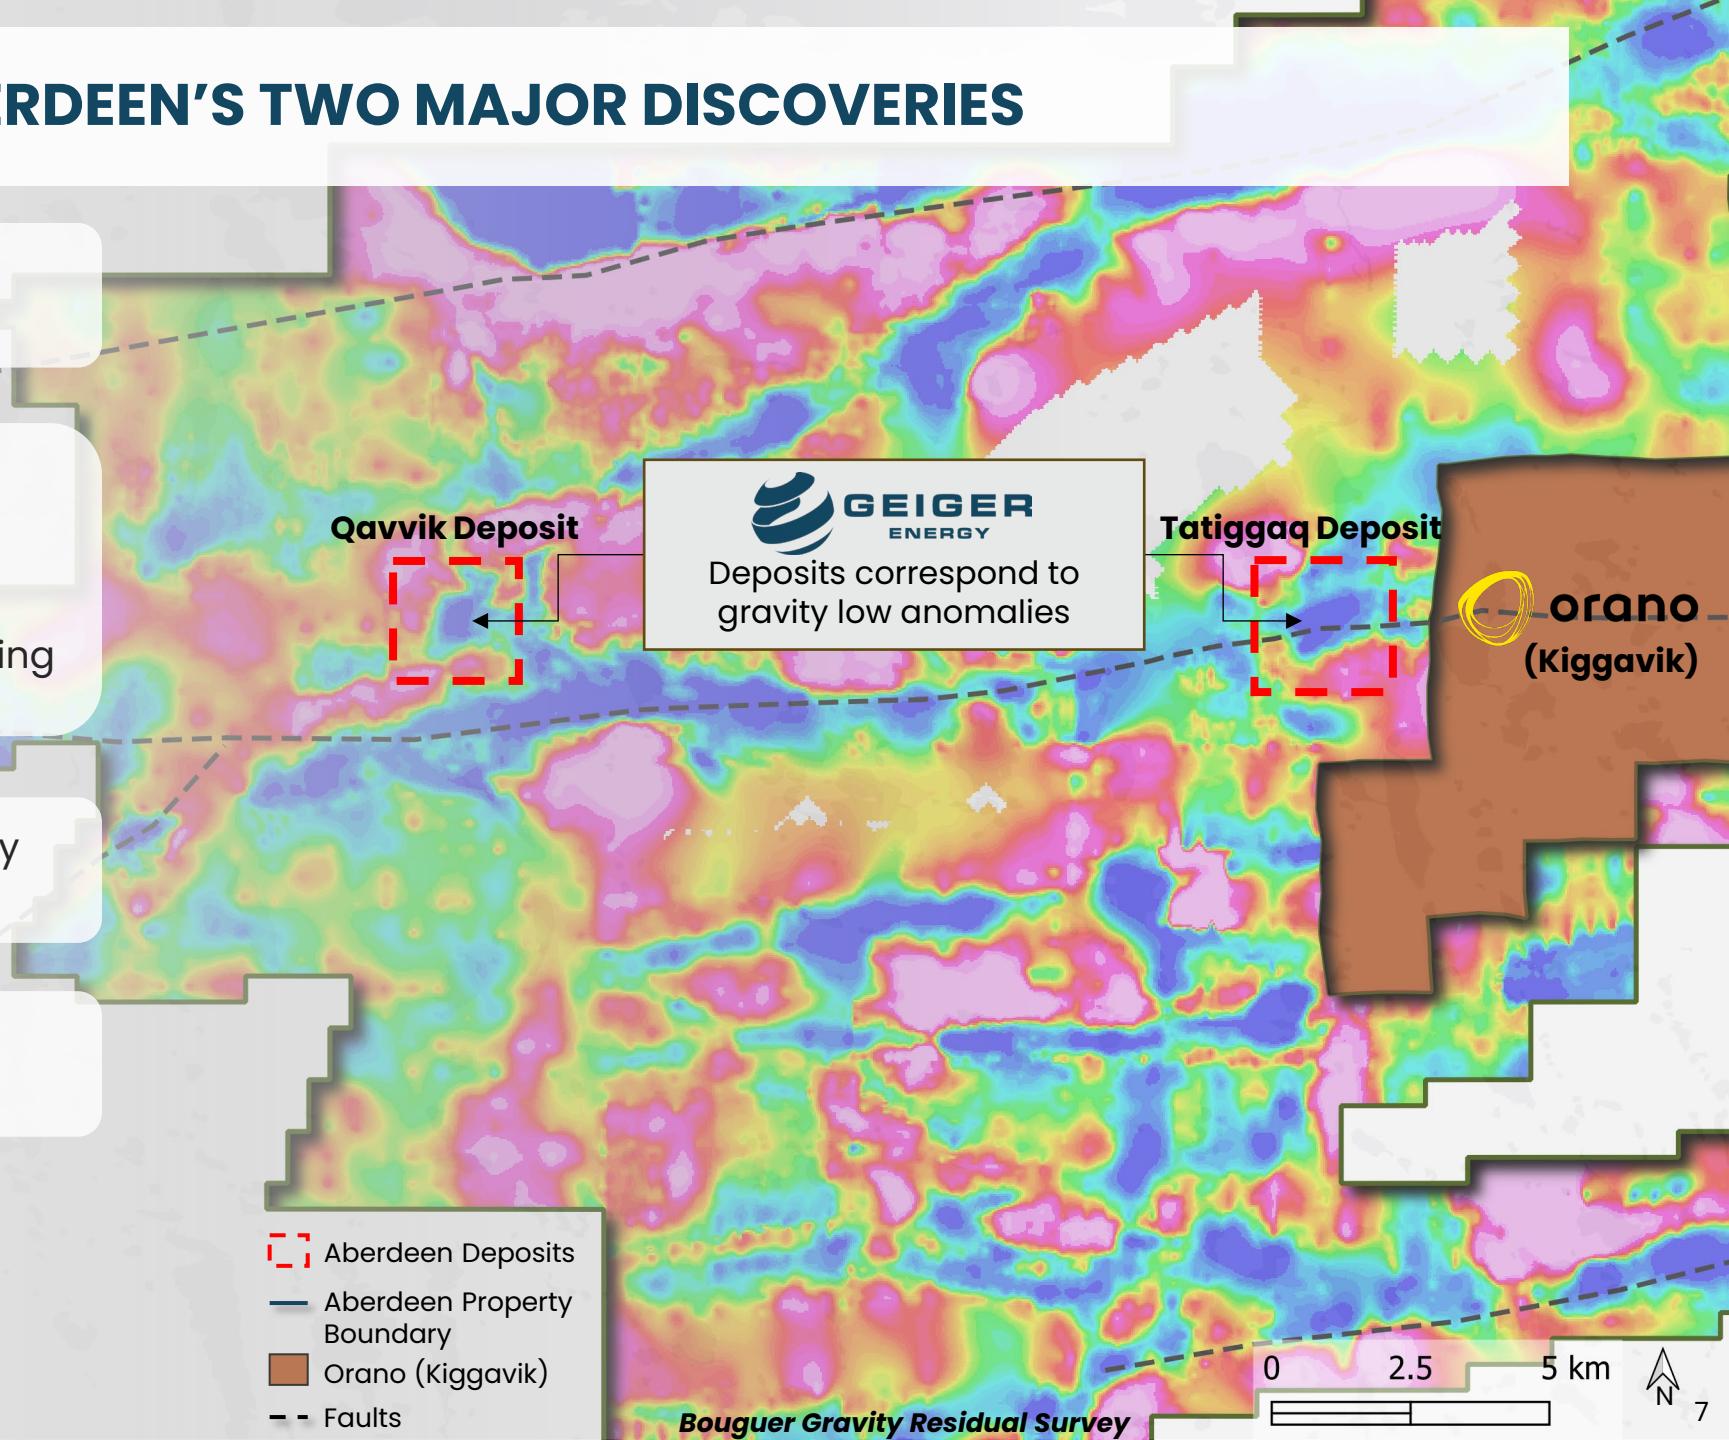 ERDEEN'S TWO MAJOR DISCOVERIES
ing
y
Qavvik Deposit
GEIGER
ENERGY
Deposits correspond to
gravity low anomalies
Tatiggaq Deposit
orano
(Kiggavik)
Aberdeen Deposits
Aberdeen Property
Boundary
Orano (Kiggavik)
Faults
Bouguer Gravity Residual Survey
0 2.5 5 km
N
7